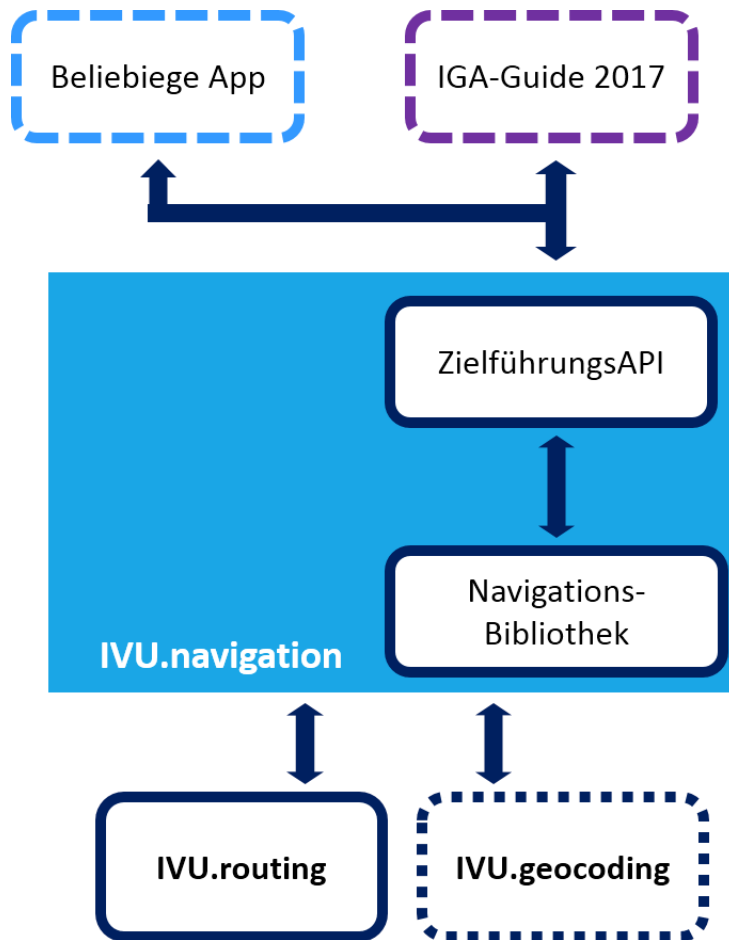 Beliebiege App
IGA-Guide 2017
ZielführungsAPI
Navigations-
Bibliothek
IVU.navigation
IVU.routing
IVU.geocoding